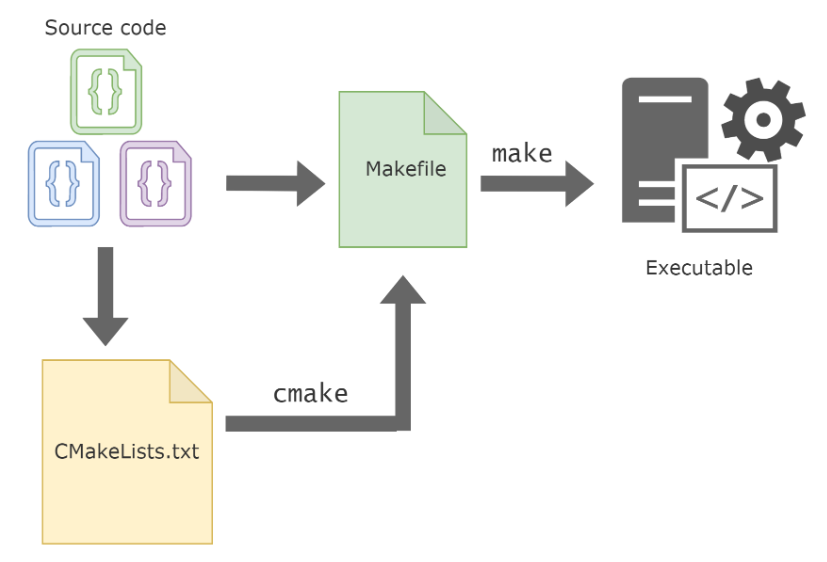 Source code
Makefile
make
</>
Executable
cmake
CMakeLists.txt